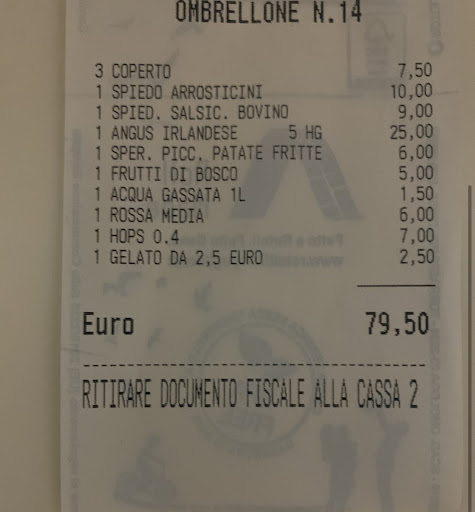 OMBRELLONE N.14
3 COPERTO 7,50
1 SPIEDO ARROSTICINI 10,00
1 SPIED. SALSIC. BOVINO 9,00
1 ANGUS IRLANDESE 5 HG 25,00
1 SPER. PICC. PATATE FRITTE 6,00
1 FRUTTI DI BOSCO 5,00
1 ACQUA GASSATA 1L 1,50
1 ROSSA MEDIA 6,00
1 HOPS 0.4 7,00
1 GELATO DA 2,5 EURO 2,50
Euro 79,50
RITIRARE DOCUMENTO FISCALE ALLA CASSA 2